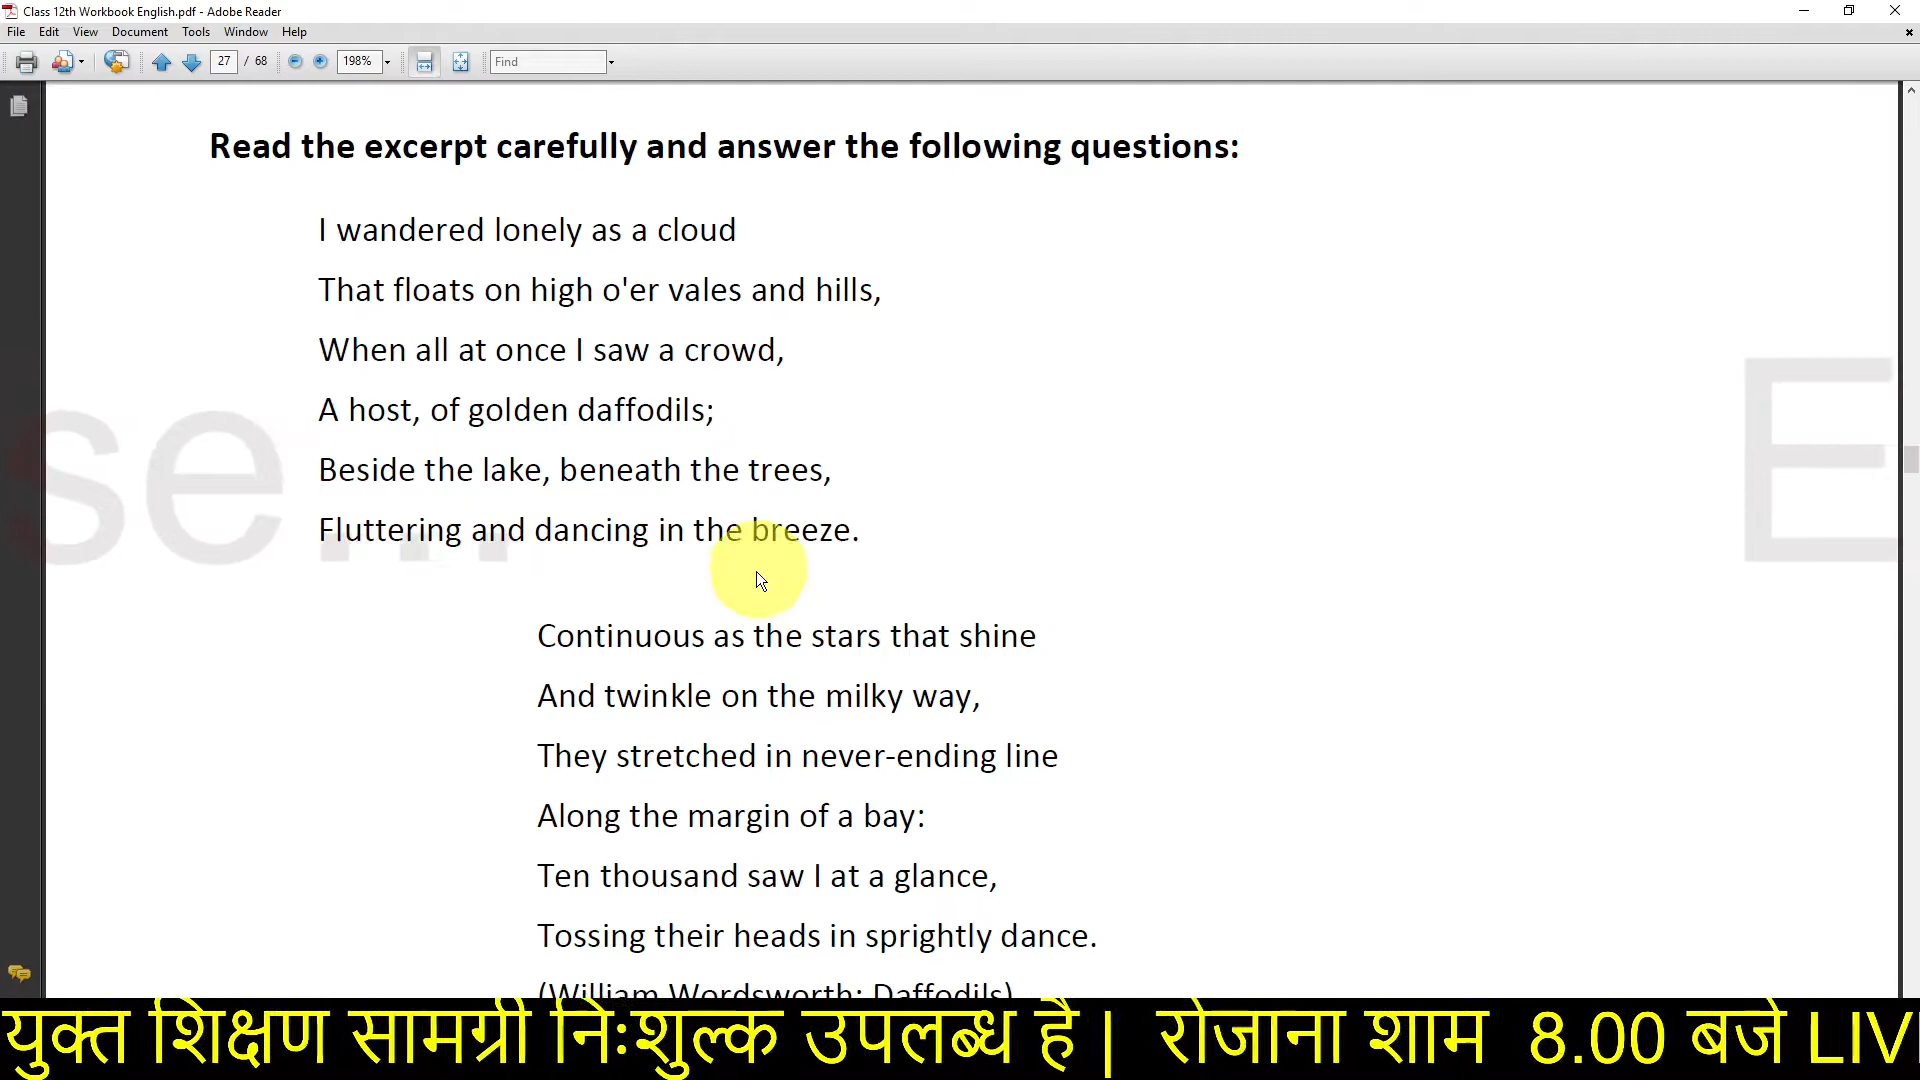 Class 12th Workbook English.pdf - Adobe Reader
File Edit View Document Tools Window Help
27 / 68 198% Find
Read the excerpt carefully and answer the following questions:
I wandered lonely as a cloud
That floats on high o'er vales and hills,
When all at once I saw a crowd,
A host, of golden daffodils;
Beside the lake, beneath the trees,
Fluttering and dancing in the breeze.
se... E
Continuous as the stars that shine
And twinkle on the milky way,
They stretched in never-ending line
Along the margin of a bay:
Ten thousand saw I at a glance,
Tossing their heads in sprightly dance.
(William Wordsworth: Daffodils)
युक्त शिक्षण सामग्री निःशुल्क उपलब्ध है | रोजाना शाम 8.00 बजे LIV